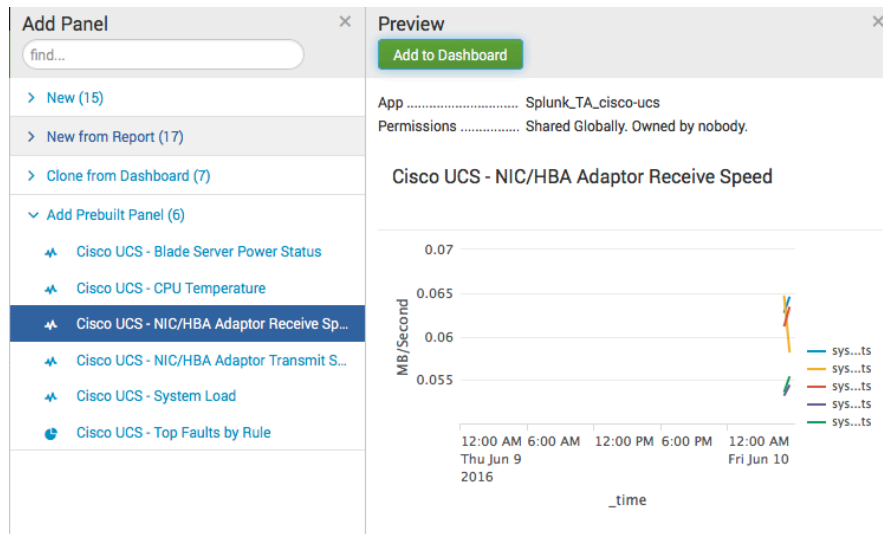 Add Panel
find...
New (15)
New from Report (17)
Clone from Dashboard (7)
Add Prebuilt Panel (6)
Cisco UCS - Blade Server Power Status
Cisco UCS - CPU Temperature
Cisco UCS - NIC/HBA Adaptor Receive Sp...
Cisco UCS - NIC/HBA Adaptor Transmit S...
Cisco UCS - System Load
Cisco UCS - Top Faults by Rule
Preview
Add to Dashboard
App .............................. Splunk_TA_cisco-ucs
Permissions ................ Shared Globally. Owned by nobody.
Cisco UCS - NIC/HBA Adaptor Receive Speed
MB/Second
0.07
0.065
0.06
0.055
sys...ts
sys...ts
sys...ts
sys...ts
sys...ts
12:00 AM 6:00 AM 12:00 PM 6:00 PM 12:00 AM
Thu Jun 9 Fri Jun 10
2016
_time